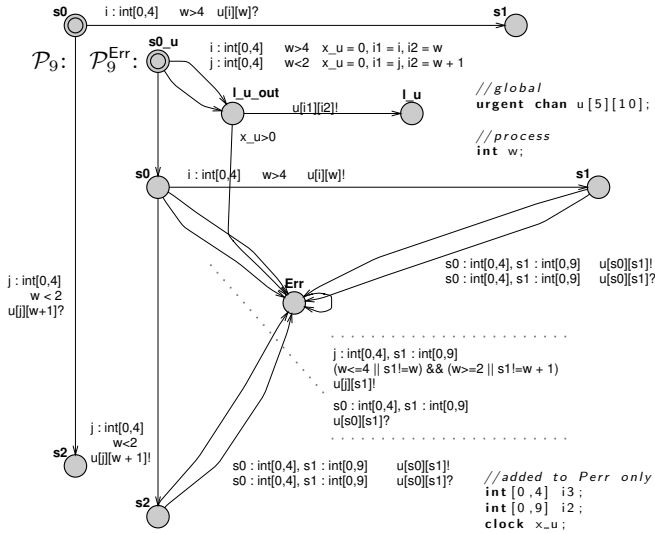 s0
i : int[0,4] w>4 u[i][w]?
s1
𝒫₉: 𝒫₉ᴱʳʳ:
s0_u
i : int[0,4] w>4 x_u = 0, i1 = i, i2 = w
j : int[0,4] w<2 x_u = 0, i1 = j, i2 = w + 1
l_u_out
u[i1][i2]!
l_u
x_u>0
//global
urgent chan u[5][10];
//process
int w;
s0
i : int[0,4] w>4 u[i][w]!
s1
s0 : int[0,4], s1 : int[0,9] u[s0][s1]!
s0 : int[0,4], s1 : int[0,9] u[s0][s1]?
j : int[0,4]
w < 2
u[j][w+1]?
Err
j : int[0,4], s1 : int[0,9]
(w<=4 || s1!=w) && (w>=2 || s1!=w + 1)
u[j][s1]!
s0 : int[0,4], s1 : int[0,9]
u[s0][s1]?
j : int[0,4]
w<2
u[j][w + 1]!
s2
s2
s0 : int[0,4], s1 : int[0,9] u[s0][s1]!
s0 : int[0,4], s1 : int[0,9] u[s0][s1]?
//added to Perr only
int[0,4] i3;
int[0,9] i2;
clock x_u;